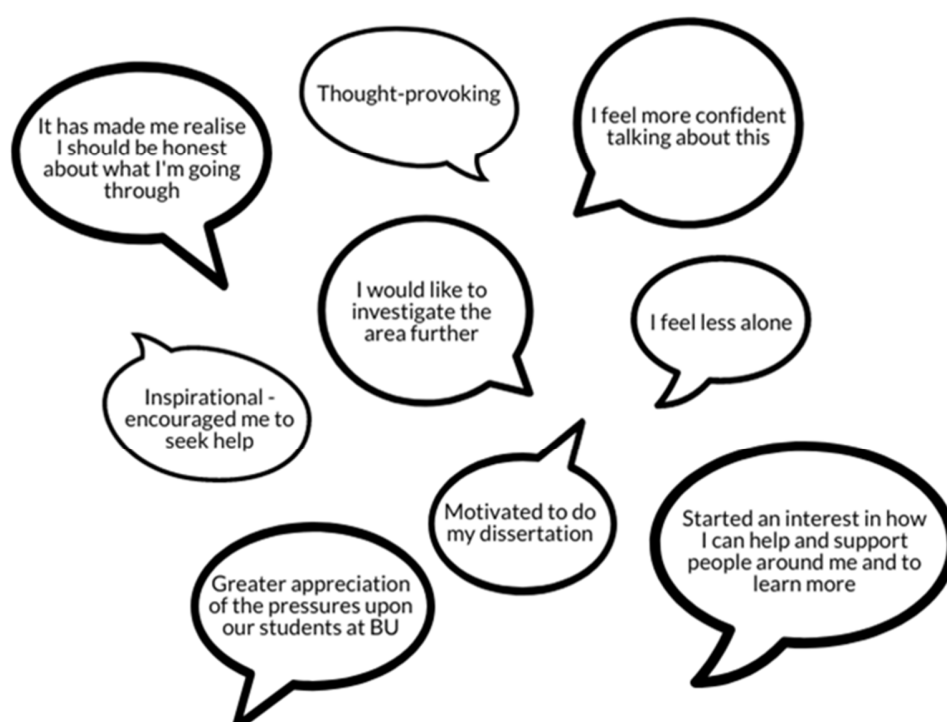 Thought-provoking
It has made me realise
I should be honest
about what I'm going
through
I feel more confident
talking about this
I would like to
investigate the
area further
I feel less alone
Inspirational -
encouraged me to
seek help
Motivated to do
my dissertation
Started an interest in how
I can help and support
people around me and to
learn more
Greater appreciation
of the pressures upon
our students at BU